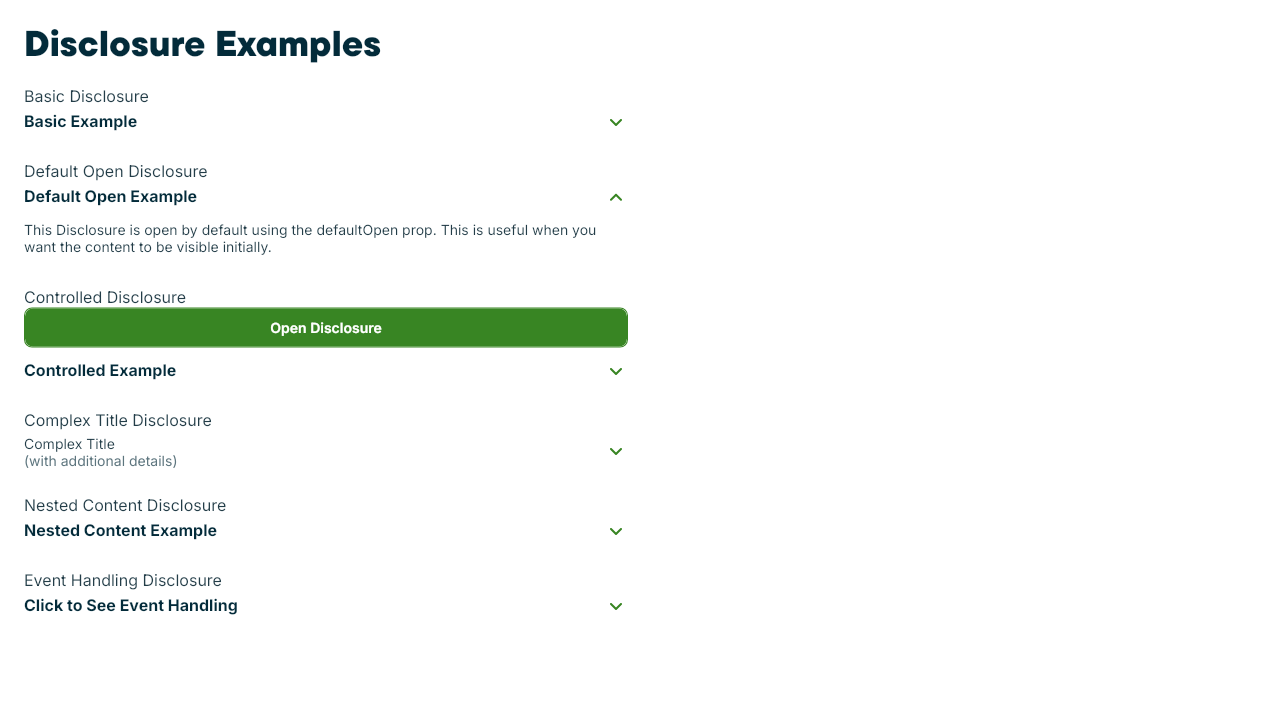 Disclosure Examples
Basic Disclosure
Basic Example
Default Open Disclosure
Default Open Example
This Disclosure is open by default using the defaultOpen prop. This is useful when you
want the content to be visible initially.
Controlled Disclosure
Open Disclosure
Controlled Example
Complex Title Disclosure
Complex Title
(with additional details)
Nested Content Disclosure
Nested Content Example
Event Handling Disclosure
Click to See Event Handling